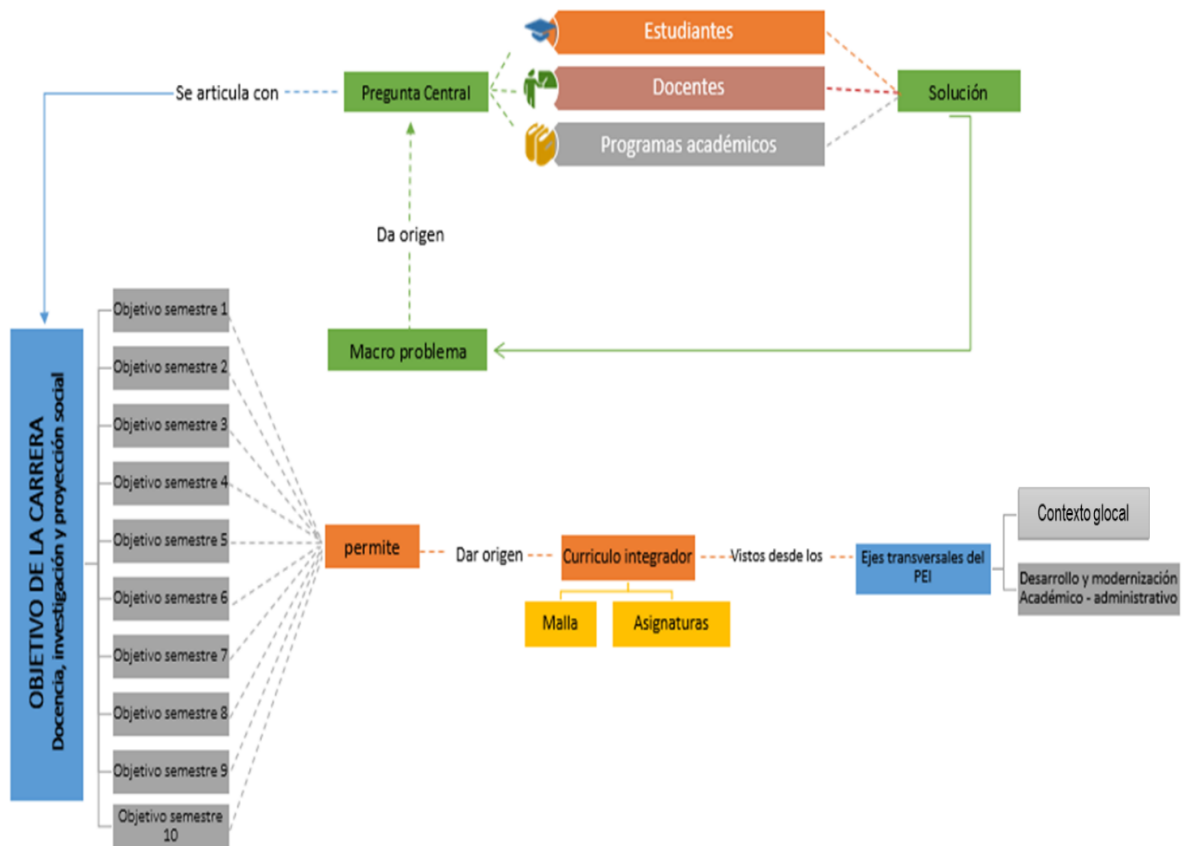 Estudiantes
Se articula con
Pregunta Central
Docentes
Solución
Programas académicos
Da origen
Macro problema
OBJETIVO DE LA CARRERA
Docencia, investigación y proyección social
Objetivo semestre 1
Objetivo semestre 2
Objetivo semestre 3
Objetivo semestre 4
Objetivo semestre 5
Objetivo semestre 6
Objetivo semestre 7
Objetivo semestre 8
Objetivo semestre 9
Objetivo semestre
10
permite
Dar origen
Curriculo integrador
Malla
Asignaturas
Vistos desde los
Ejes transversales del
PEI
Contexto glocal
Desarrollo y modernización
Académico - administrativo